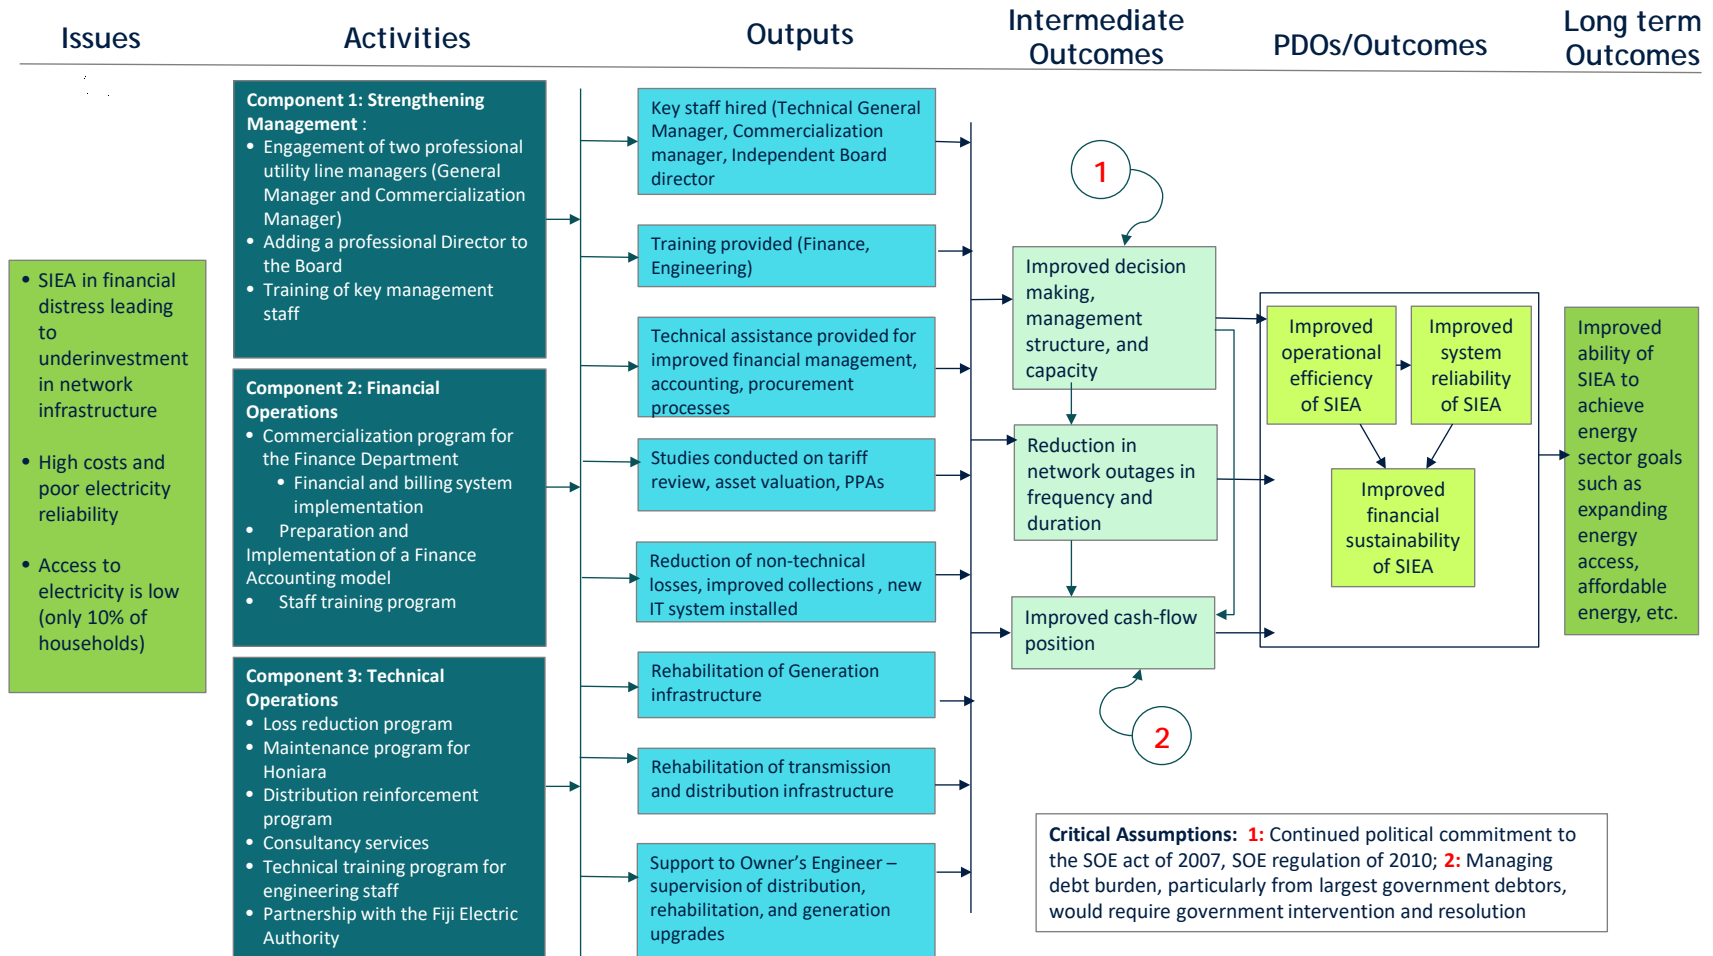 Issues
Activities
Outputs
Intermediate
Outcomes
PDOs/Outcomes
Long term
Outcomes
• SIEA in financial
distress leading
to
underinvestment
in network
infrastructure
• High costs and
poor electricity
reliability
• Access to
electricity is low
(only 10% of
households)
Component 1: Strengthening
Management :
• Engagement of two professional
utility line managers (General
Manager and Commercialization
Manager)
• Adding a professional Director to
the Board
• Training of key management
staff
Component 2: Financial
Operations
• Commercialization program for
the Finance Department
• Financial and billing system
implementation
• Preparation and
Implementation of a Finance
Accounting model
• Staff training program
Component 3: Technical
Operations
• Loss reduction program
• Maintenance program for
Honiara
• Distribution reinforcement
program
• Consultancy services
• Technical training program for
engineering staff
• Partnership with the Fiji Electric
Authority
Key staff hired (Technical General
Manager, Commercialization
manager, Independent Board
director
Training provided (Finance,
Engineering)
Technical assistance provided for
improved financial management,
accounting, procurement
processes
Studies conducted on tariff
review, asset valuation, PPAs
Reduction of non-technical
losses, improved collections , new
IT system installed
Rehabilitation of Generation
infrastructure
Rehabilitation of transmission
and distribution infrastructure
Support to Owner's Engineer –
supervision of distribution,
rehabilitation, and generation
upgrades
1
Improved decision
making,
management
structure, and
capacity
Reduction in
network outages in
frequency and
duration
Improved cash-flow
position
2
Improved
operational
efficiency
of SIEA
Improved
system
reliability
of SIEA
Improved
financial
sustainability
of SIEA
Improved
ability of
SIEA to
achieve
energy
sector goals
such as
expanding
energy
access,
affordable
energy, etc.
Critical Assumptions: 1: Continued political commitment to
the SOE act of 2007, SOE regulation of 2010; 2: Managing
debt burden, particularly from largest government debtors,
would require government intervention and resolution